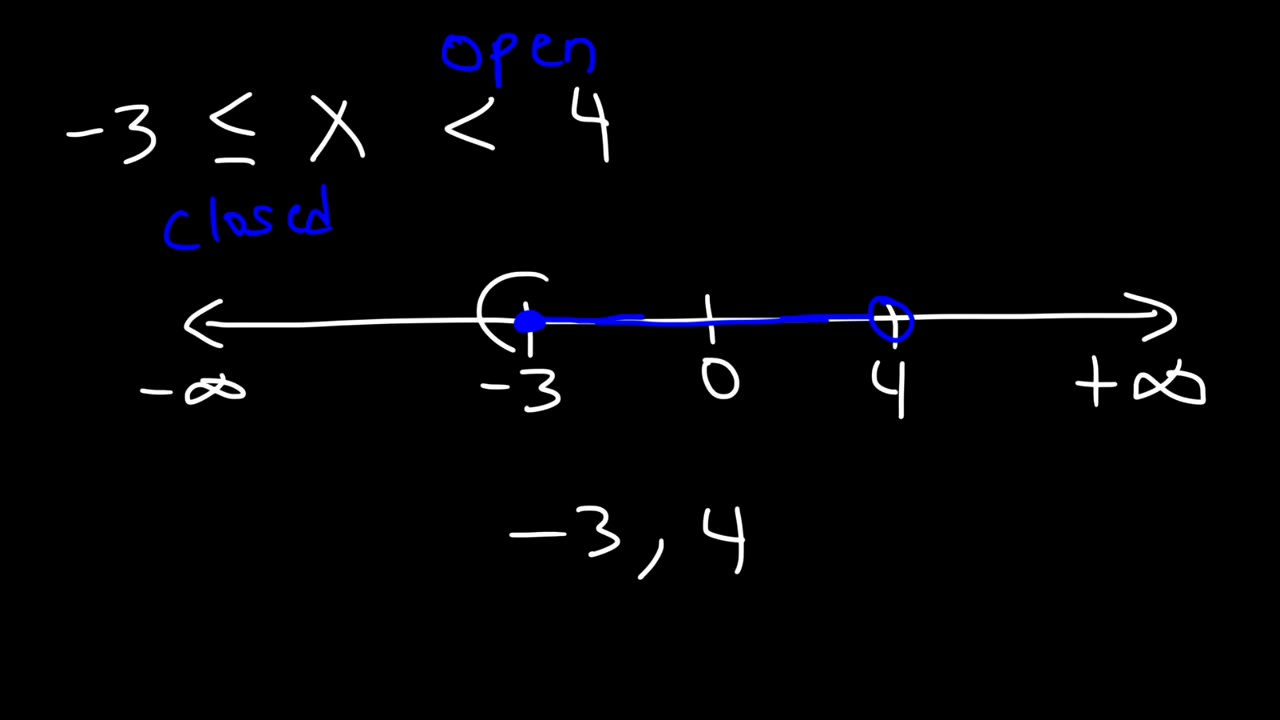 open
-3 ≤ x < 4
closed
-∞ -3 0 4 +∞
-3, 4